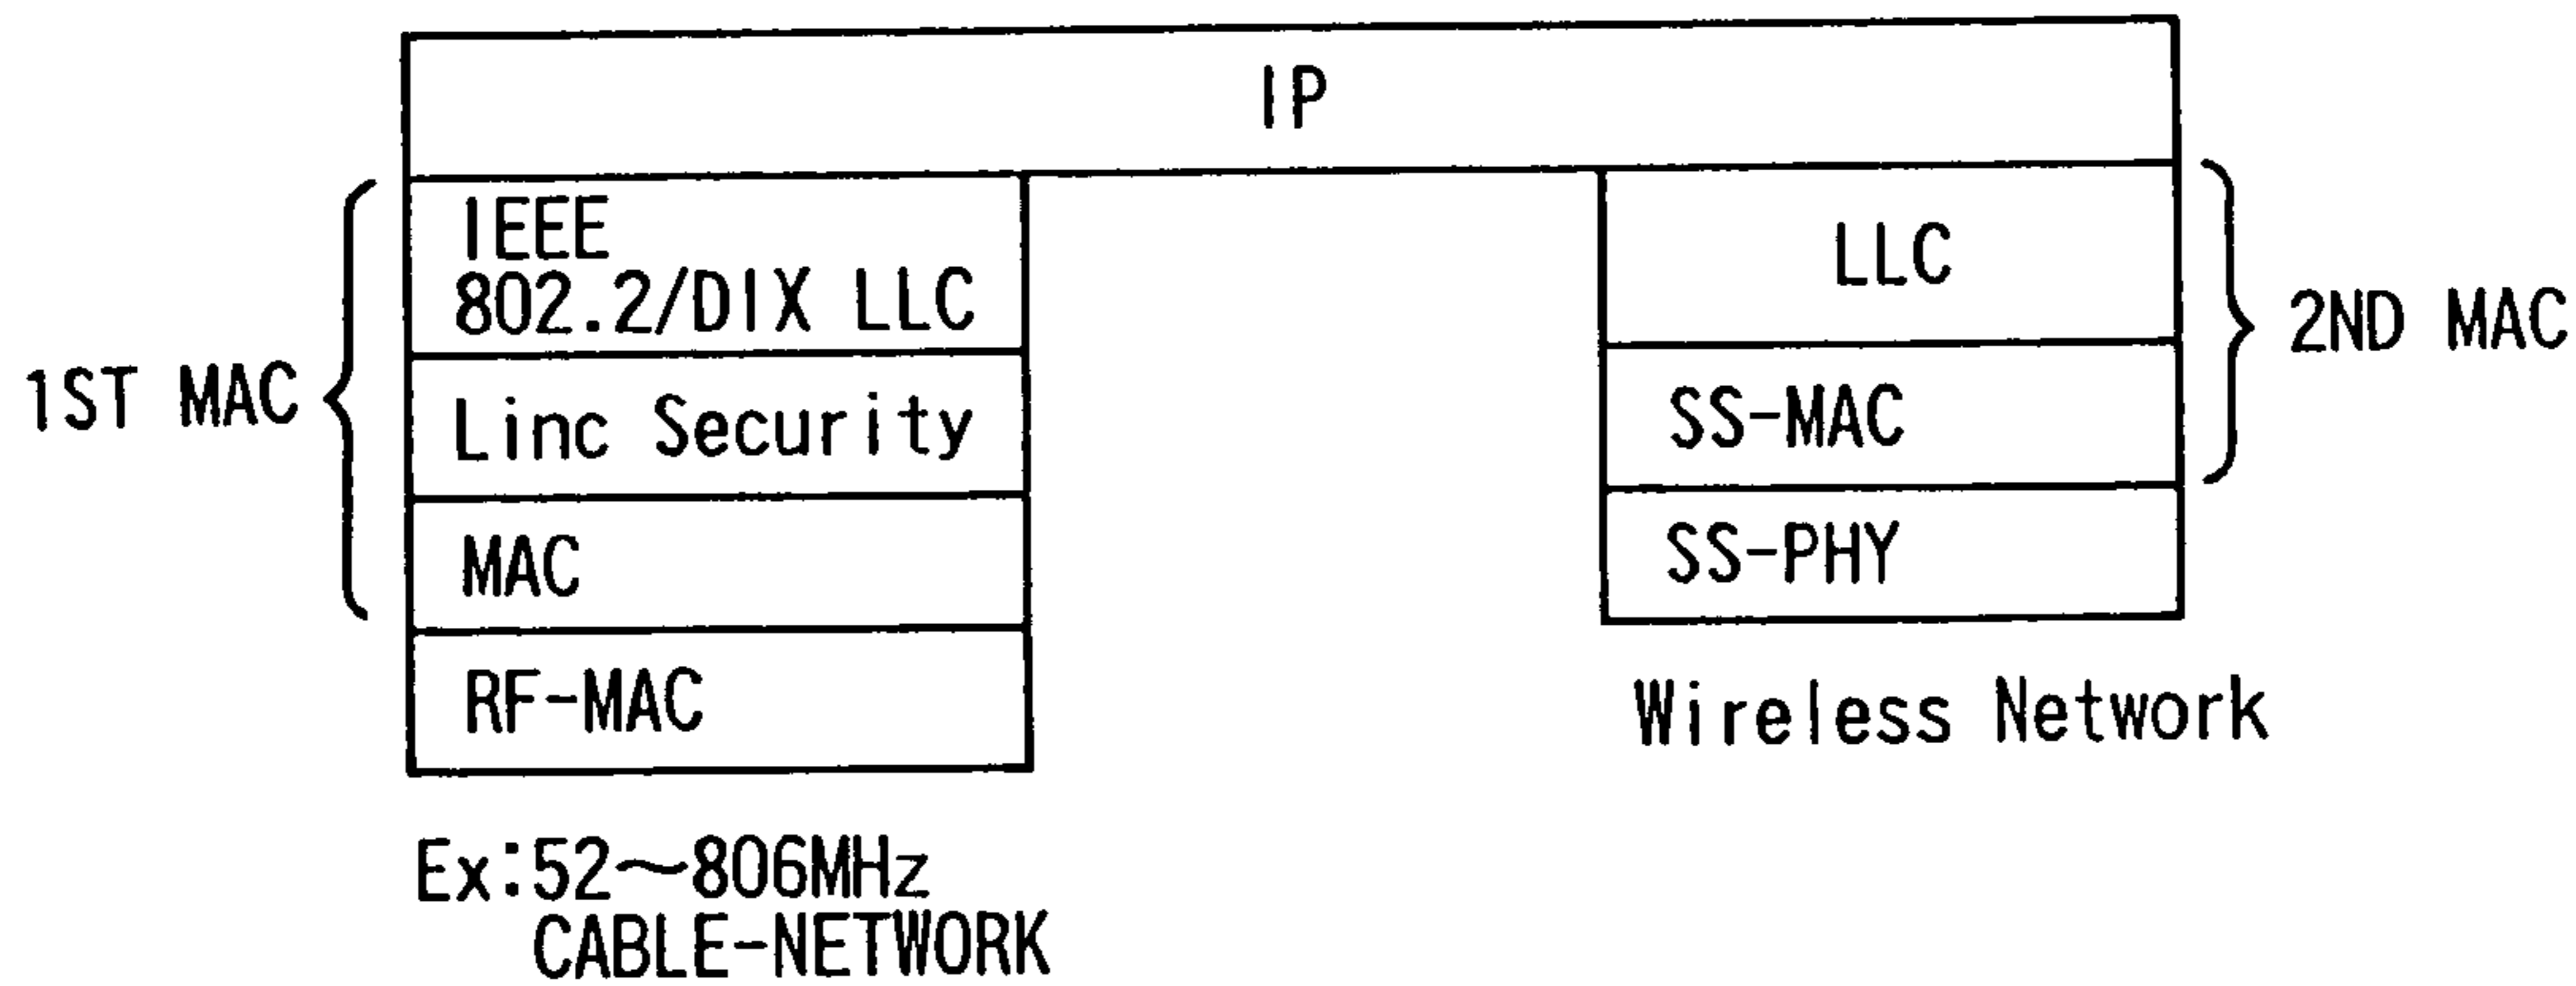 IP
1ST MAC
IEEE
802.2/DIX LLC
Linc Security
MAC
RF-MAC
Ex:52～806MHz
CABLE-NETWORK
LLC
SS-MAC
SS-PHY
2ND MAC
Wireless Network